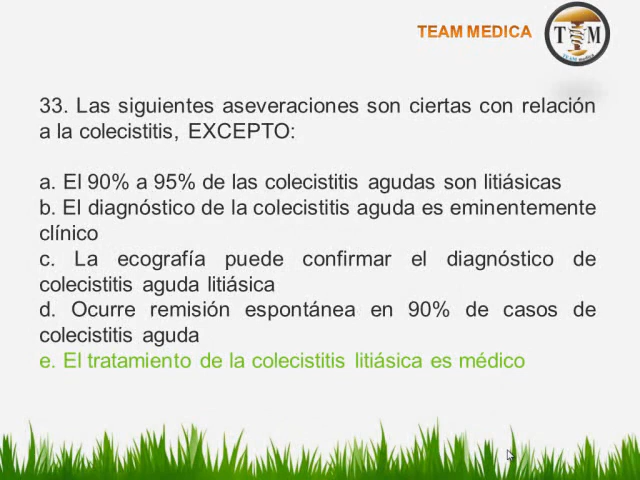 TEAM MEDICA
T M
TEAM medica
33. Las siguientes aseveraciones son ciertas con relación
a la colecistitis, EXCEPTO:
a. El 90% a 95% de las colecistitis agudas son litiásicas
b. El diagnóstico de la colecistitis aguda es eminentemente
clínico
c. La ecografía puede confirmar el diagnóstico de
colecistitis aguda litiásica
d. Ocurre remisión espontánea en 90% de casos de
colecistitis aguda
e. El tratamiento de la colecistitis litiásica es médico